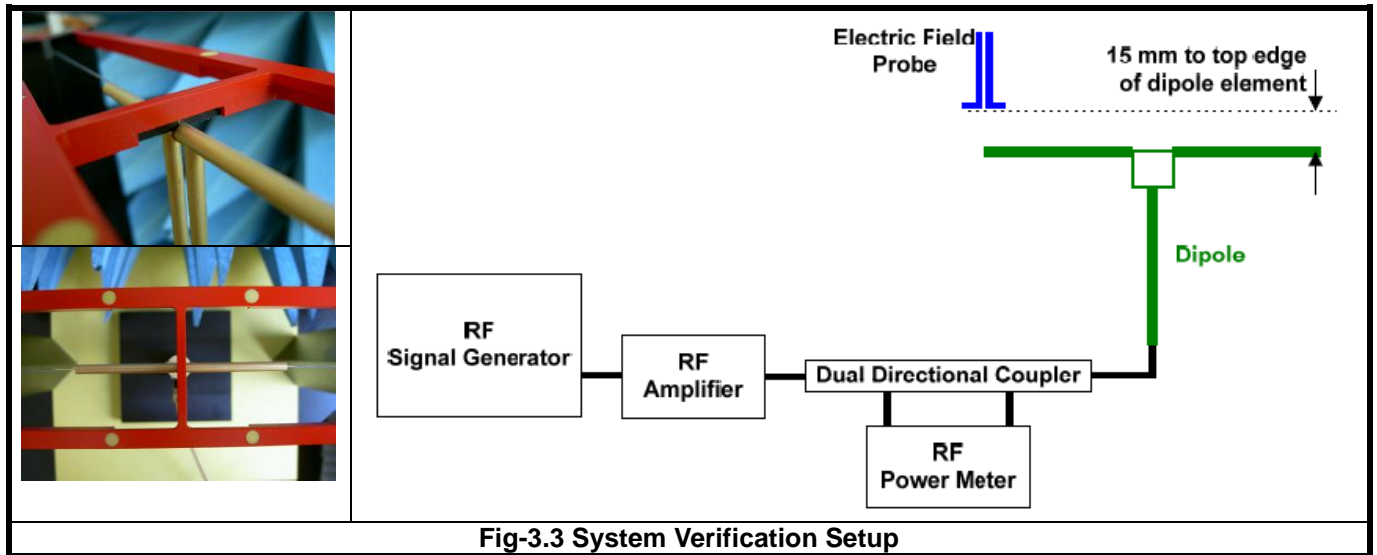 Electric Field
Probe
15 mm to top edge
of dipole element
Dipole
RF
Signal Generator
RF
Amplifier
Dual Directional Coupler
RF
Power Meter
Fig-3.3 System Verification Setup